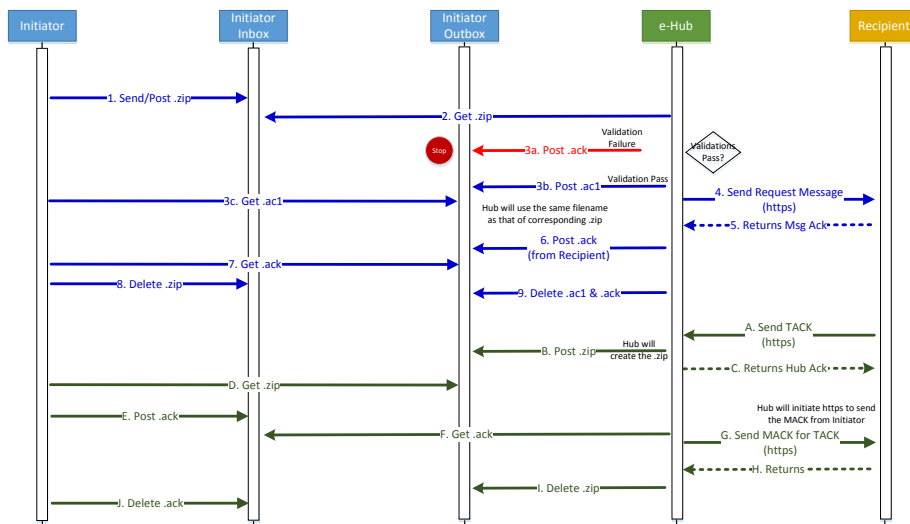 Initiator
Initiator
Inbox
Initiator
Outbox
e-Hub
Recipient
1. Send/Post .zip
2. Get .zip
Stop
3a. Post .ack
Validation
Failure
Validations
Pass?
3b. Post .ac1
Validation Pass
3c. Get .ac1
4. Send Request Message
(https)
Hub will use the same filename
as that of corresponding .zip
5. Returns Msg Ack
6. Post .ack
(from Recipient)
7. Get .ack
8. Delete .zip
9. Delete .ac1 & .ack
A. Send TACK
(https)
B. Post .zip
Hub will
create the .zip
C. Returns Hub Ack
D. Get .zip
E. Post .ack
Hub will initiate https to send
the MACK from Initiator
F. Get .ack
G. Send MACK for TACK
(https)
H. Returns
I. Delete .zip
J. Delete .ack